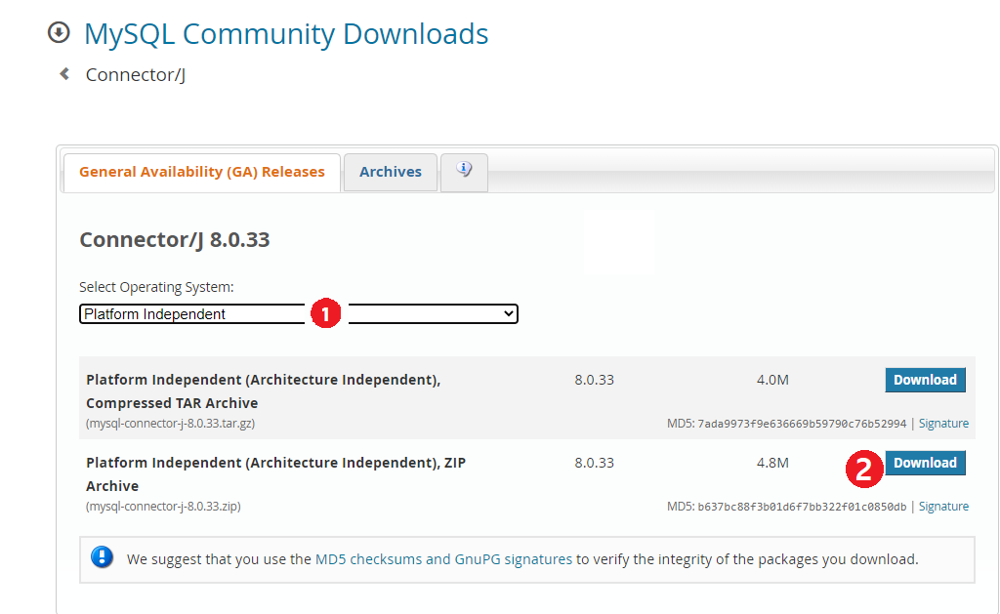 MySQL Community Downloads
Connector/J
General Availability (GA) Releases
Archives
Connector/J 8.0.33
Select Operating System:
Platform Independent
1
Platform Independent (Architecture Independent), 8.0.33 4.0M Download
Compressed TAR Archive
(mysql-connector-j-8.0.33.tar.gz) MD5: 7ada9973f9e636669b59790c76b52994 | Signature
Platform Independent (Architecture Independent), ZIP 8.0.33 4.8M 2 Download
Archive
(mysql-connector-j-8.0.33.zip) MD5: b637bc88f3b01d6f7bb322f01c0850db | Signature
We suggest that you use the MD5 checksums and GnuPG signatures to verify the integrity of the packages you download.